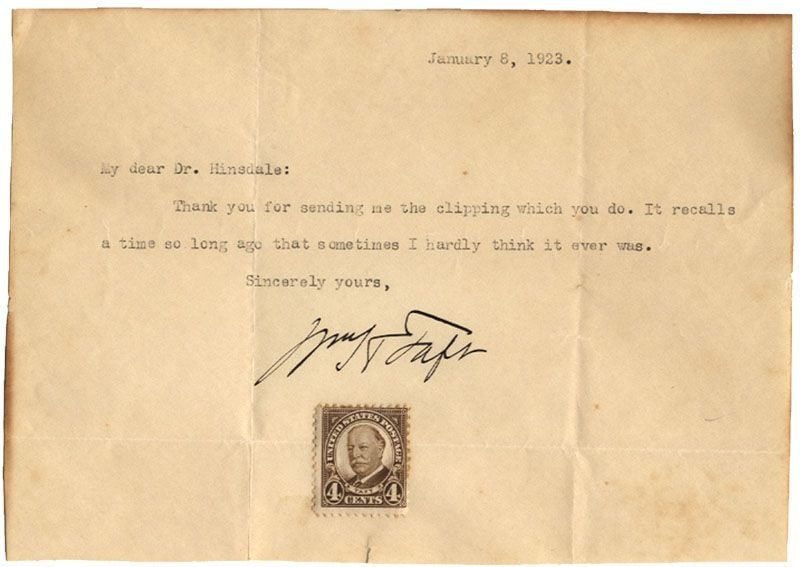 January 8, 1923.
My dear Dr. Hinsdale:
Thank you for sending me the clipping which you do. It recalls
a time so long ago that sometimes I hardly think it ever was.
Sincerely yours,
Wm H Taft
UNITED STATES POSTAGE
TAFT
4 CENTS 4